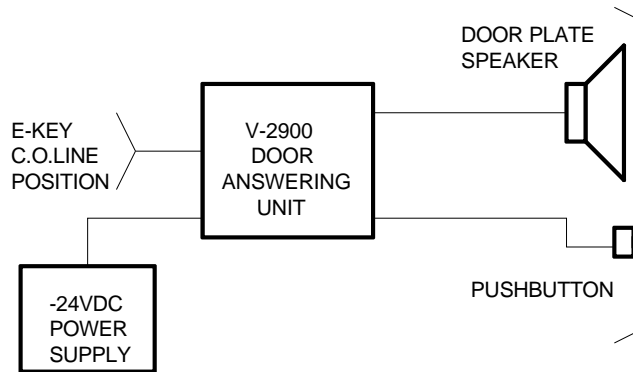 DOOR PLATE
SPEAKER
E-KEY
C.O.LINE
POSITION
V-2900
DOOR
ANSWERING
UNIT
-24VDC
POWER
SUPPLY
PUSHBUTTON